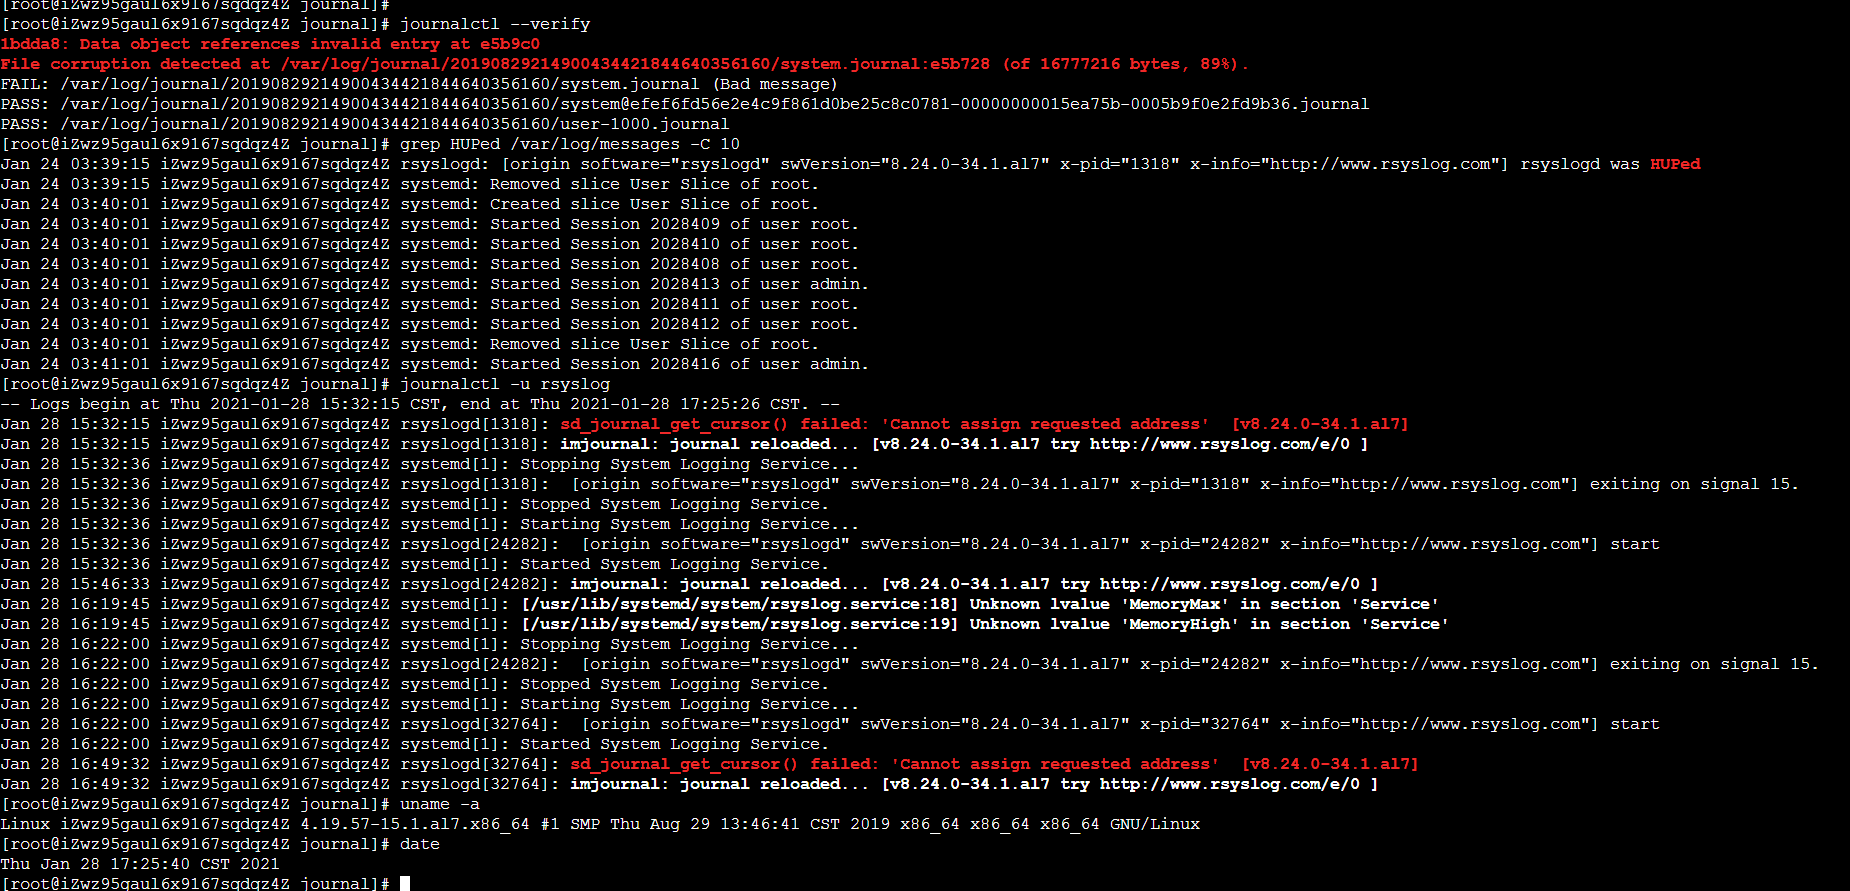 [root@iZwz95gaul6x9167sqdqz4Z journal]#
[root@iZwz95gaul6x9167sqdqz4Z journal]# journalctl --verify
1bdda8: Data object references invalid entry at e5b9c0
File corruption detected at /var/log/journal/20190829214900434421844640356160/system.journal:e5b728 (of 16777216 bytes, 89%).
FAIL: /var/log/journal/20190829214900434421844640356160/system.journal (Bad message)
PASS: /var/log/journal/20190829214900434421844640356160/system@efef6fd56e2e4c9f861d0be25c8c0781-00000000015ea75b-0005b9f0e2fd9b36.journal
PASS: /var/log/journal/20190829214900434421844640356160/user-1000.journal
[root@iZwz95gaul6x9167sqdqz4Z journal]# grep HUPed /var/log/messages -C 10
Jan 24 03:39:15 iZwz95gaul6x9167sqdqz4Z rsyslogd: [origin software="rsyslogd" swVersion="8.24.0-34.1.al7" x-pid="1318" x-info="http://www.rsyslog.com"] rsyslogd was HUPed
Jan 24 03:39:15 iZwz95gaul6x9167sqdqz4Z systemd: Removed slice User Slice of root.
Jan 24 03:40:01 iZwz95gaul6x9167sqdqz4Z systemd: Created slice User Slice of root.
Jan 24 03:40:01 iZwz95gaul6x9167sqdqz4Z systemd: Started Session 2028409 of user root.
Jan 24 03:40:01 iZwz95gaul6x9167sqdqz4Z systemd: Started Session 2028410 of user root.
Jan 24 03:40:01 iZwz95gaul6x9167sqdqz4Z systemd: Started Session 2028408 of user root.
Jan 24 03:40:01 iZwz95gaul6x9167sqdqz4Z systemd: Started Session 2028413 of user admin.
Jan 24 03:40:01 iZwz95gaul6x9167sqdqz4Z systemd: Started Session 2028411 of user root.
Jan 24 03:40:01 iZwz95gaul6x9167sqdqz4Z systemd: Started Session 2028412 of user root.
Jan 24 03:40:01 iZwz95gaul6x9167sqdqz4Z systemd: Removed slice User Slice of root.
Jan 24 03:41:01 iZwz95gaul6x9167sqdqz4Z systemd: Started Session 2028416 of user admin.
[root@iZwz95gaul6x9167sqdqz4Z journal]# journalctl -u rsyslog
-- Logs begin at Thu 2021-01-28 15:32:15 CST, end at Thu 2021-01-28 17:25:26 CST. --
Jan 28 15:32:15 iZwz95gaul6x9167sqdqz4Z rsyslogd[1318]: sd_journal_get_cursor() failed: 'Cannot assign requested address'  [v8.24.0-34.1.al7]
Jan 28 15:32:15 iZwz95gaul6x9167sqdqz4Z rsyslogd[1318]: imjournal: journal reloaded... [v8.24.0-34.1.al7 try http://www.rsyslog.com/e/0 ]
Jan 28 15:32:36 iZwz95gaul6x9167sqdqz4Z systemd[1]: Stopping System Logging Service...
Jan 28 15:32:36 iZwz95gaul6x9167sqdqz4Z rsyslogd[1318]:  [origin software="rsyslogd" swVersion="8.24.0-34.1.al7" x-pid="1318" x-info="http://www.rsyslog.com"] exiting on signal 15.
Jan 28 15:32:36 iZwz95gaul6x9167sqdqz4Z systemd[1]: Stopped System Logging Service.
Jan 28 15:32:36 iZwz95gaul6x9167sqdqz4Z systemd[1]: Starting System Logging Service...
Jan 28 15:32:36 iZwz95gaul6x9167sqdqz4Z rsyslogd[24282]:  [origin software="rsyslogd" swVersion="8.24.0-34.1.al7" x-pid="24282" x-info="http://www.rsyslog.com"] start
Jan 28 15:32:36 iZwz95gaul6x9167sqdqz4Z systemd[1]: Started System Logging Service.
Jan 28 15:46:33 iZwz95gaul6x9167sqdqz4Z rsyslogd[24282]: imjournal: journal reloaded... [v8.24.0-34.1.al7 try http://www.rsyslog.com/e/0 ]
Jan 28 16:19:45 iZwz95gaul6x9167sqdqz4Z systemd[1]: [/usr/lib/systemd/system/rsyslog.service:18] Unknown lvalue 'MemoryMax' in section 'Service'
Jan 28 16:19:45 iZwz95gaul6x9167sqdqz4Z systemd[1]: [/usr/lib/systemd/system/rsyslog.service:19] Unknown lvalue 'MemoryHigh' in section 'Service'
Jan 28 16:22:00 iZwz95gaul6x9167sqdqz4Z systemd[1]: Stopping System Logging Service...
Jan 28 16:22:00 iZwz95gaul6x9167sqdqz4Z rsyslogd[24282]:  [origin software="rsyslogd" swVersion="8.24.0-34.1.al7" x-pid="24282" x-info="http://www.rsyslog.com"] exiting on signal 15.
Jan 28 16:22:00 iZwz95gaul6x9167sqdqz4Z systemd[1]: Stopped System Logging Service.
Jan 28 16:22:00 iZwz95gaul6x9167sqdqz4Z systemd[1]: Starting System Logging Service...
Jan 28 16:22:00 iZwz95gaul6x9167sqdqz4Z rsyslogd[32764]:  [origin software="rsyslogd" swVersion="8.24.0-34.1.al7" x-pid="32764" x-info="http://www.rsyslog.com"] start
Jan 28 16:22:00 iZwz95gaul6x9167sqdqz4Z systemd[1]: Started System Logging Service.
Jan 28 16:49:32 iZwz95gaul6x9167sqdqz4Z rsyslogd[32764]: sd_journal_get_cursor() failed: 'Cannot assign requested address'  [v8.24.0-34.1.al7]
Jan 28 16:49:32 iZwz95gaul6x9167sqdqz4Z rsyslogd[32764]: imjournal: journal reloaded... [v8.24.0-34.1.al7 try http://www.rsyslog.com/e/0 ]
[root@iZwz95gaul6x9167sqdqz4Z journal]# uname -a
Linux iZwz95gaul6x9167sqdqz4Z 4.19.57-15.1.al7.x86_64 #1 SMP Thu Aug 29 13:46:41 CST 2019 x86_64 x86_64 x86_64 GNU/Linux
[root@iZwz95gaul6x9167sqdqz4Z journal]# date
Thu Jan 28 17:25:40 CST 2021
[root@iZwz95gaul6x9167sqdqz4Z journal]#